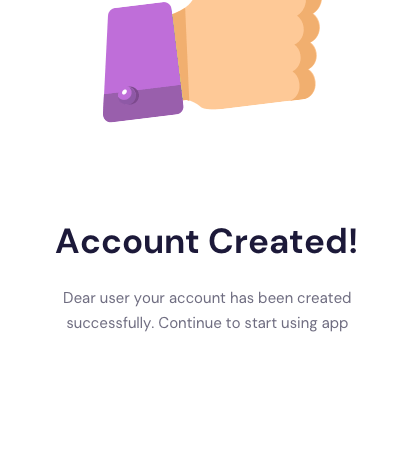 Account Created!
Dear user your account has been created
successfully. Continue to start using app